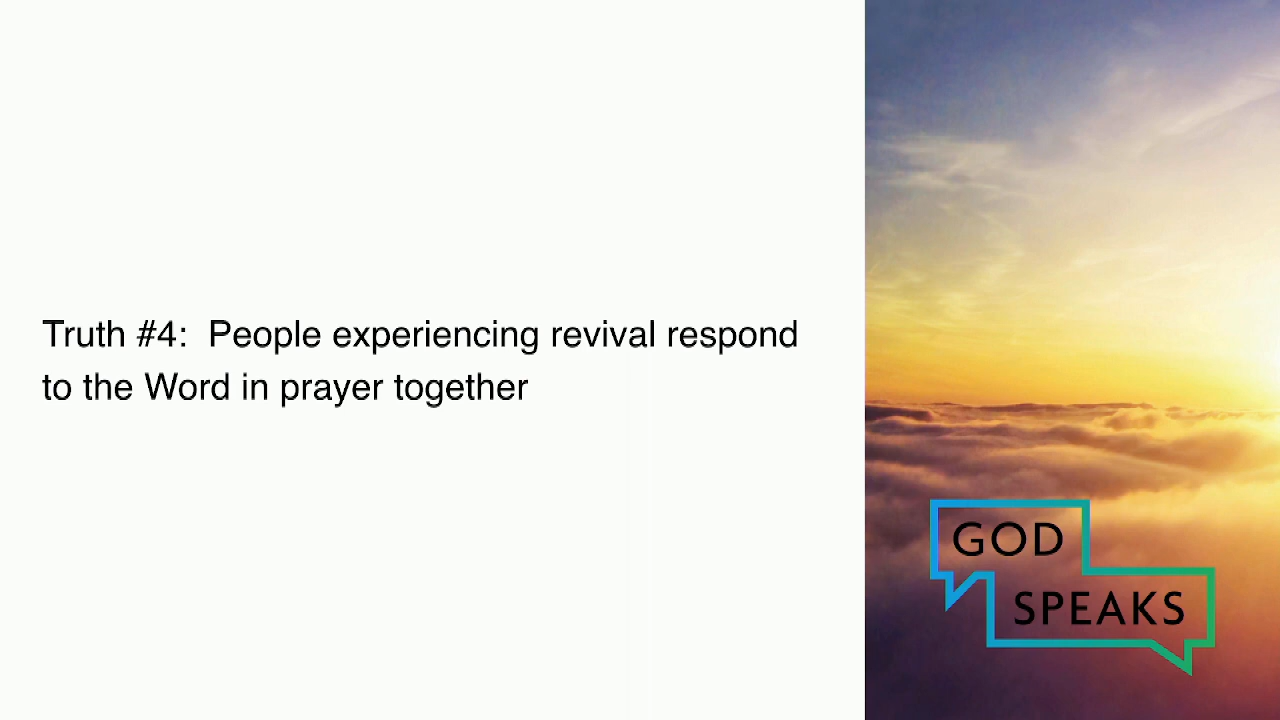 Truth #4:  People experiencing revival respond
to the Word in prayer together
GOD
SPEAKS